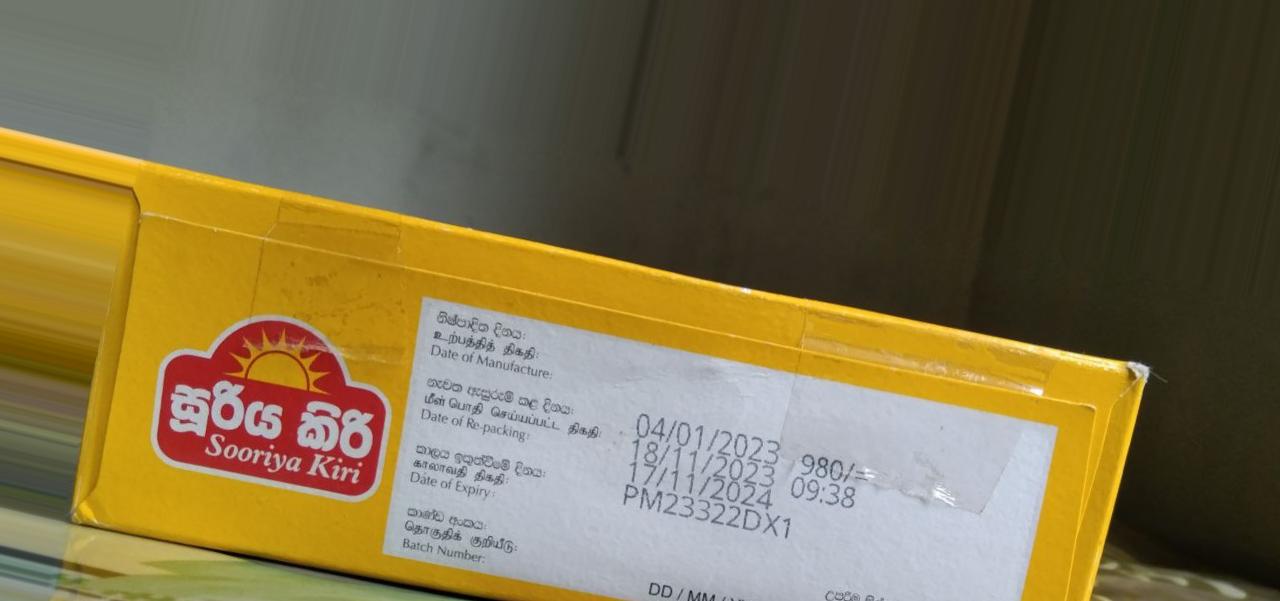 සූරිය කිරි
Sooriya Kiri
නිෂ්පාදිත දිනය:
உற்பத்தித் திகதி:
Date of Manufacture:
නැවත ඇසුරුම් කළ දිනය:
மீள் பொதி செய்யப்பட்ட திகதி:
Date of Re-packing:
කාලය ඉකුත්වීමේ දිනය:
காலாவதி திகதி:
Date of Expiry:
කාණ්ඩ අංකය:
தொகுதிக் குறியீடு:
Batch Number:
04/01/2023
18/11/2023 980/=
17/11/2024 09:38
PM23322DX1
DD / MM /